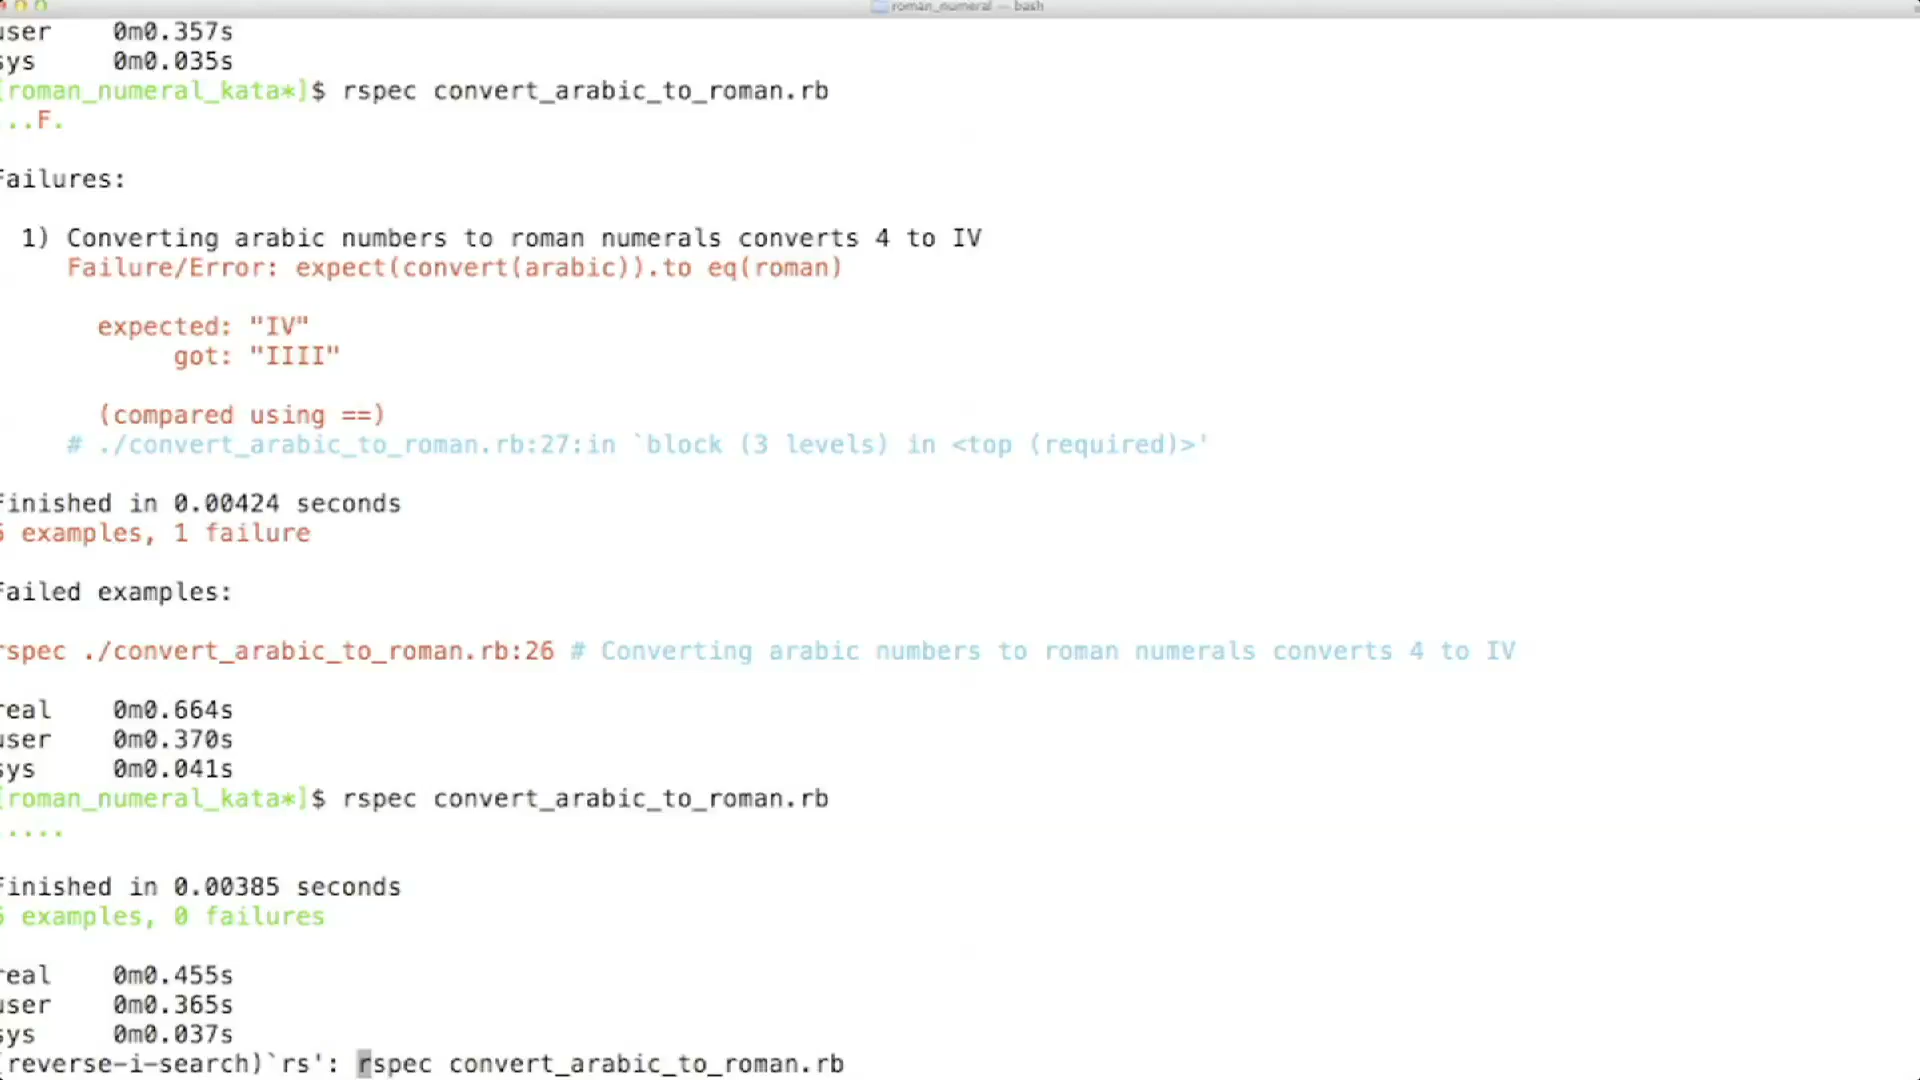 roman_numeral — bash
user 0m0.357s
sys 0m0.035s
[roman_numeral_kata*]$ rspec convert_arabic_to_roman.rb
...F.
Failures:
1) Converting arabic numbers to roman numerals converts 4 to IV
Failure/Error: expect(convert(arabic)).to eq(roman)
expected: "IV"
got: "IIII"
(compared using ==)
# ./convert_arabic_to_roman.rb:27:in `block (3 levels) in <top (required)>'
Finished in 0.00424 seconds
examples, 1 failure
Failed examples:
rspec ./convert_arabic_to_roman.rb:26 # Converting arabic numbers to roman numerals converts 4 to IV
real 0m0.664s
user 0m0.370s
sys 0m0.041s
[roman_numeral_kata*]$ rspec convert_arabic_to_roman.rb
.....
Finished in 0.00385 seconds
examples, 0 failures
real 0m0.455s
user 0m0.365s
sys 0m0.037s
(reverse-i-search)`rs': rspec convert_arabic_to_roman.rb